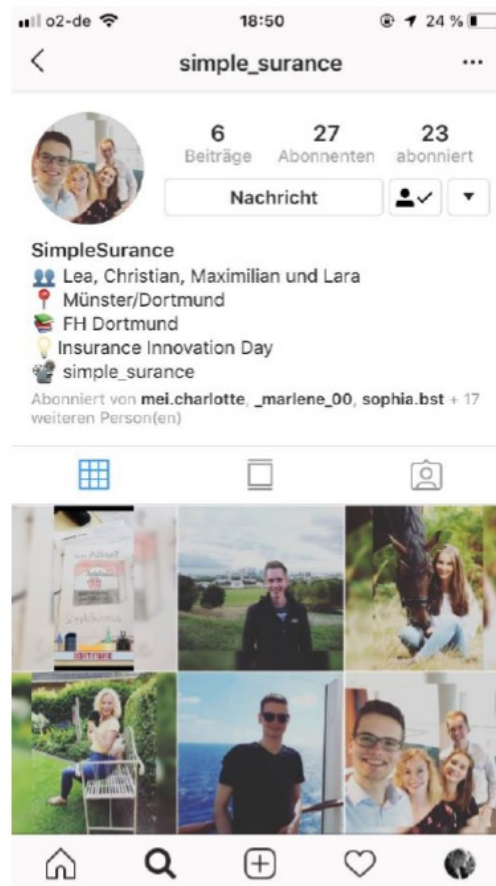 o2-de 18:50 24 %
simple_surance
6 27 23
Beiträge Abonnenten abonniert
Nachricht
SimpleSurance
Lea, Christian, Maximilian und Lara
Münster/Dortmund
FH Dortmund
Insurance Innovation Day
simple_surance
Abonniert von mei.charlotte, _marlene_00, sophia.bst + 17
weiteren Person(en)
SimpleSurance
DORTMUND